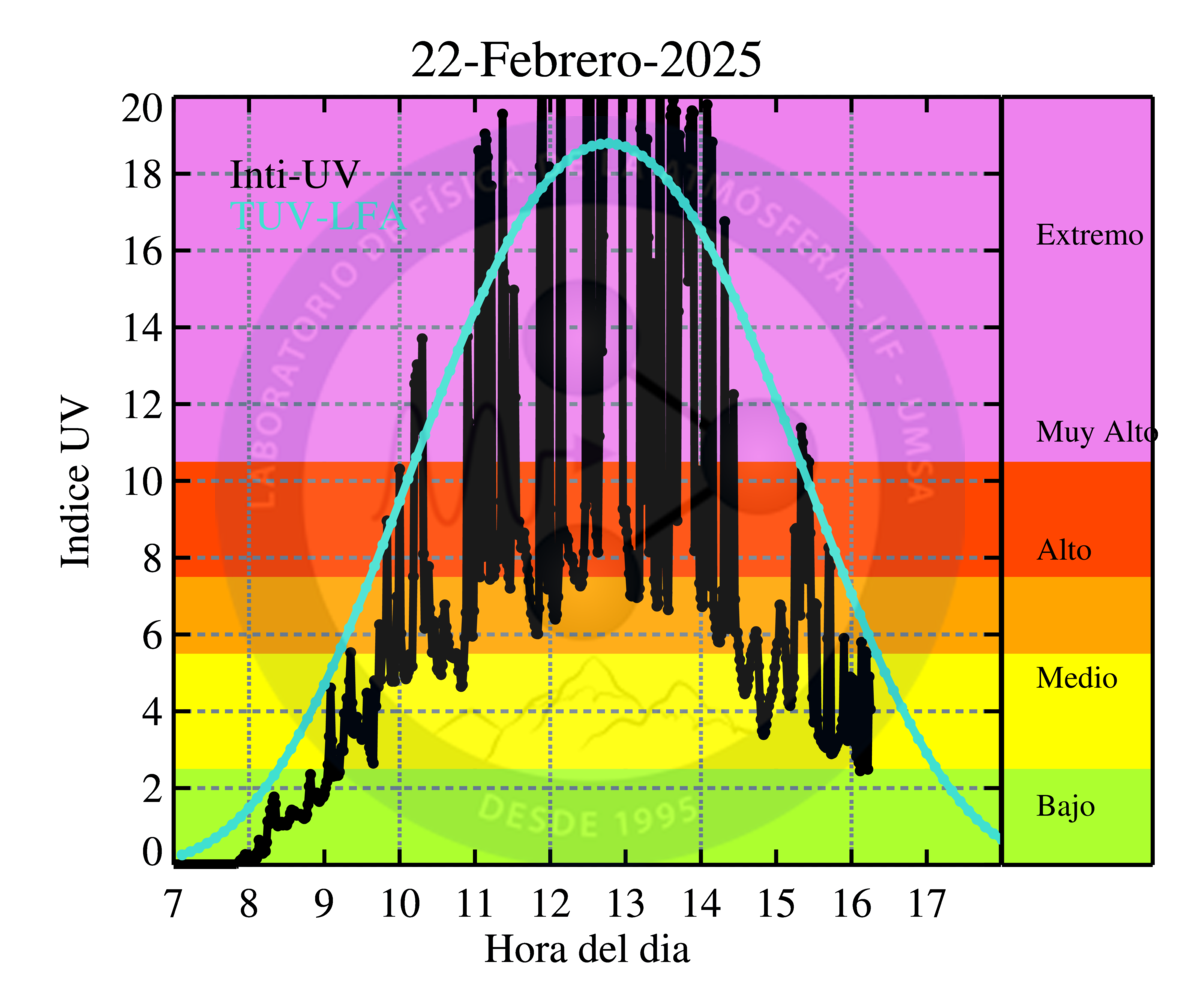 22-Febrero-2025
Indice UV
20
18
16
14
12
10
8
6
4
2
0
Inti-UV
TUV-LFA
LABORATORIO DE FÍSICA DE LA ATMÓSFERA - IIF - UMSA
DESDE 1995
Extremo
Muy Alto
Alto
Medio
Bajo
7 8 9 10 11 12 13 14 15 16 17
Hora del dia